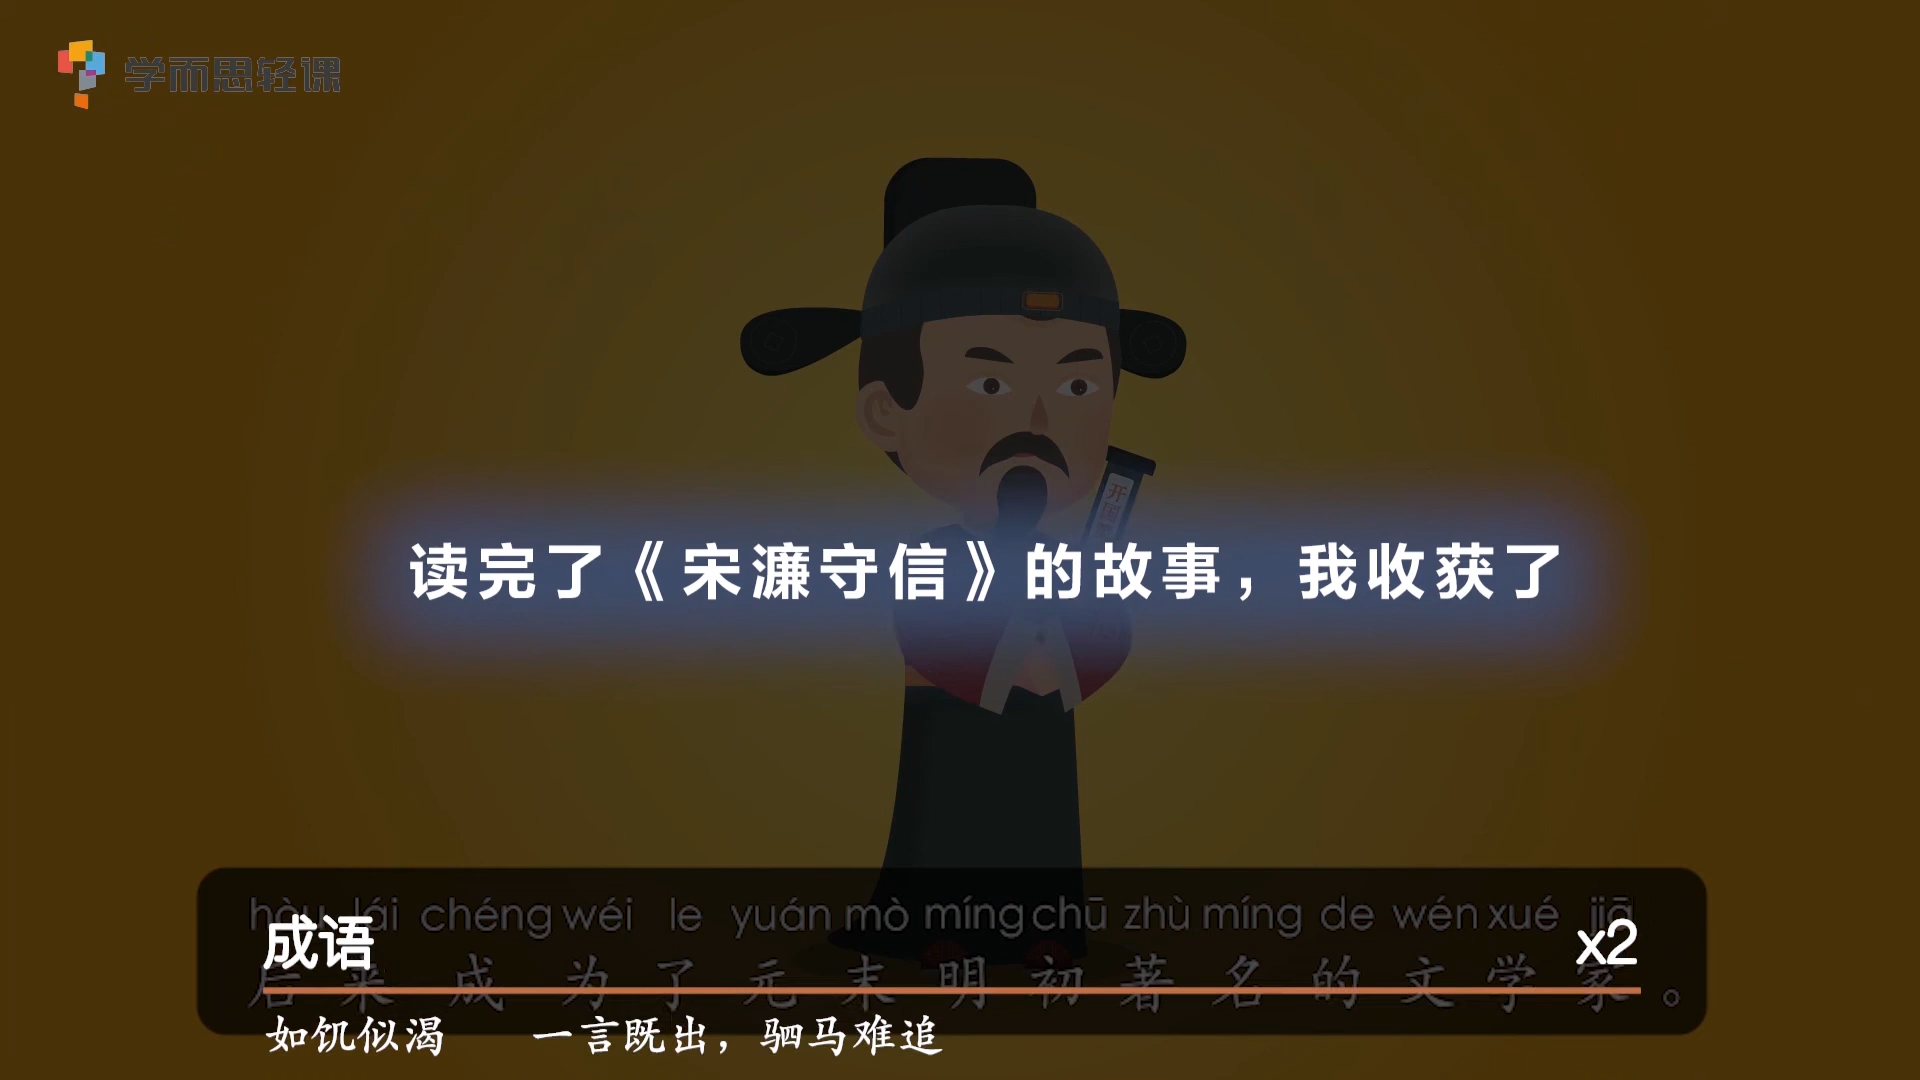 学而思轻课
开国
读完了《宋濂守信》的故事，我收获了
hòu lái chéng wéi le yuán mò míng chū zhù míng de wén xué jiā
后来成为了元末明初著名的文学家。
成语 x2
如饥似渴 一言既出，驷马难追